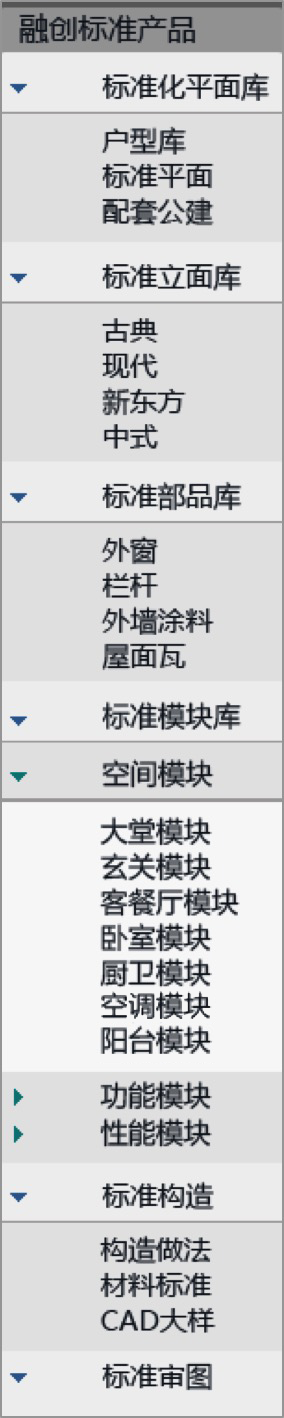 融创标准产品
标准化平面库
户型库
标准平面
配套公建
标准立面库
古典
现代
新东方
中式
标准部品库
外窗
栏杆
外墙涂料
屋面瓦
标准模块库
空间模块
大堂模块
玄关模块
客餐厅模块
卧室模块
厨卫模块
空调模块
阳台模块
功能模块
性能模块
标准构造
构造做法
材料标准
CAD大样
标准审图